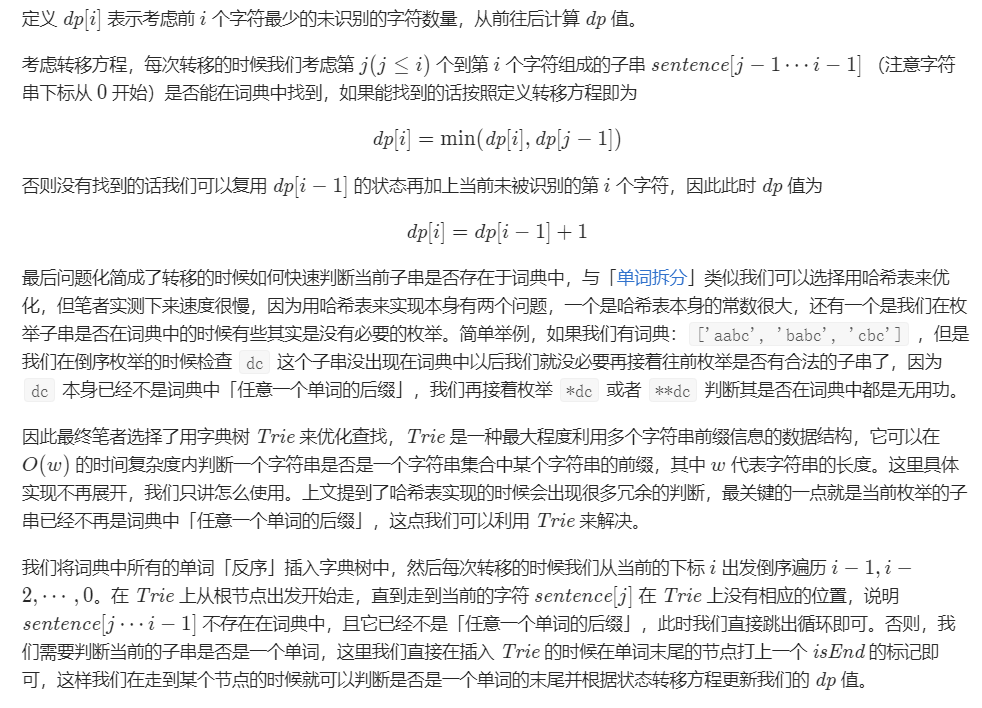 定义 dp[i] 表示考虑前 i 个字符最少的未识别的字符数量，从前往后计算 dp 值。
考虑转移方程，每次转移的时候我们考虑第 j(j ≤ i) 个到第 i 个字符组成的子串 sentence[j − 1 ⋯ i − 1] （注意字符
串下标从 0 开始）是否能在词典中找到，如果能找到的话按照定义转移方程即为
dp[i] = min(dp[i], dp[j − 1])
否则没有找到的话我们可以复用 dp[i − 1] 的状态再加上当前未被识别的第 i 个字符，因此此时 dp 值为
dp[i] = dp[i − 1] + 1
最后问题化简成了转移的时候如何快速判断当前子串是否存在于词典中，与「单词拆分」类似我们可以选择用哈希表来优
化，但笔者实测下来速度很慢，因为用哈希表来实现本身有两个问题，一个是哈希表本身的常数很大，还有一个是我们在枚
举子串是否在词典中的时候有些其实是没有必要的枚举。简单举例，如果我们有词典：['aabc', 'babc', 'cbc'] ，但是
我们在倒序枚举的时候检查 dc 这个子串没出现在词典中以后我们就没必要再接着往前枚举是否有合法的子串了，因为
dc 本身已经不是词典中「任意一个单词的后缀」，我们再接着枚举 *dc 或者 **dc 判断其是否在词典中都是无用功。
因此最终笔者选择了用字典树 Trie 来优化查找，Trie 是一种最大程度利用多个字符串前缀信息的数据结构，它可以在
O(w) 的时间复杂度内判断一个字符串是否是一个字符串集合中某个字符串的前缀，其中 w 代表字符串的长度。这里具体
实现不再展开，我们只讲怎么使用。上文提到了哈希表实现的时候会出现很多冗余的判断，最关键的一点就是当前枚举的子
串已经不再是词典中「任意一个单词的后缀」，这点我们可以利用 Trie 来解决。
我们将词典中所有的单词「反序」插入字典树中，然后每次转移的时候我们从当前的下标 i 出发倒序遍历 i − 1, i −
2, ⋯ , 0。在 Trie 上从根节点出发开始走，直到走到当前的字符 sentence[j] 在 Trie 上没有相应的位置，说明
sentence[j ⋯ i − 1] 不存在在词典中，且它已经不是「任意一个单词的后缀」，此时我们直接跳出循环即可。否则，我
们需要判断当前的子串是否是一个单词，这里我们直接在插入 Trie 的时候在单词末尾的节点打上一个 isEnd 的标记即
可，这样我们在走到某个节点的时候就可以判断是否是一个单词的末尾并根据状态转移方程更新我们的 dp 值。